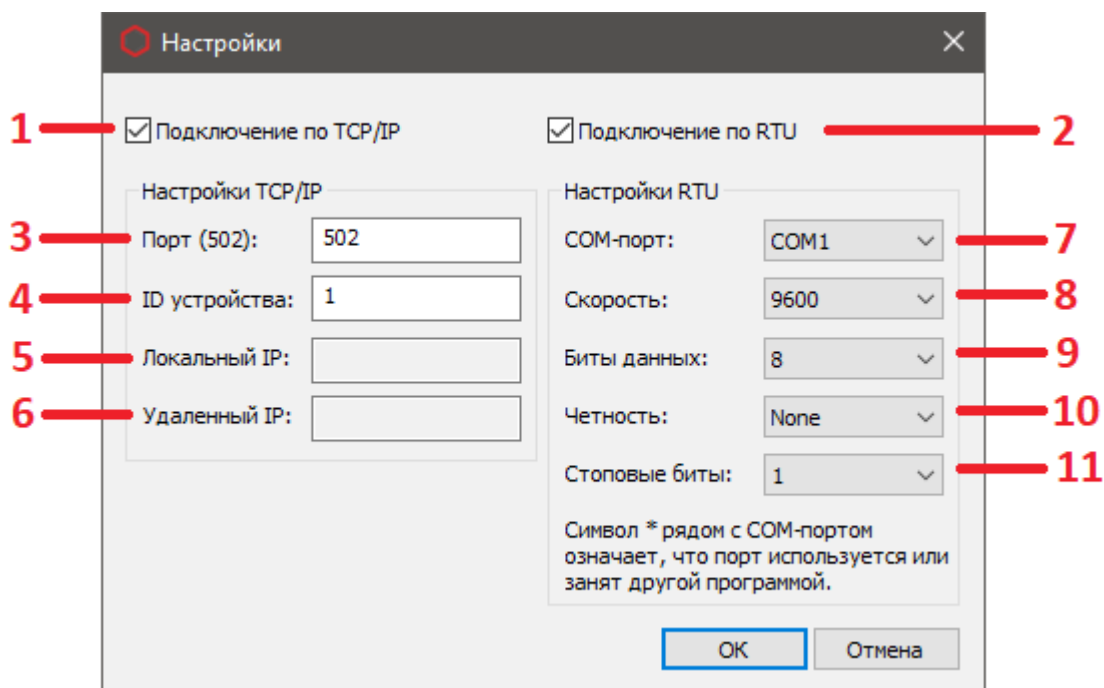 Настройки
1 Подключение по TCP/IP
Подключение по RTU 2
Настройки TCP/IP
3 Порт (502): 502
4 ID устройства: 1
5 Локальный IP:
6 Удаленный IP:
Настройки RTU
COM-порт: COM1 7
Скорость: 9600 8
Биты данных: 8 9
Четность: None 10
Стоповые биты: 1 11
Символ * рядом с COM-портом
означает, что порт используется или
занят другой программой.
ОК Отмена